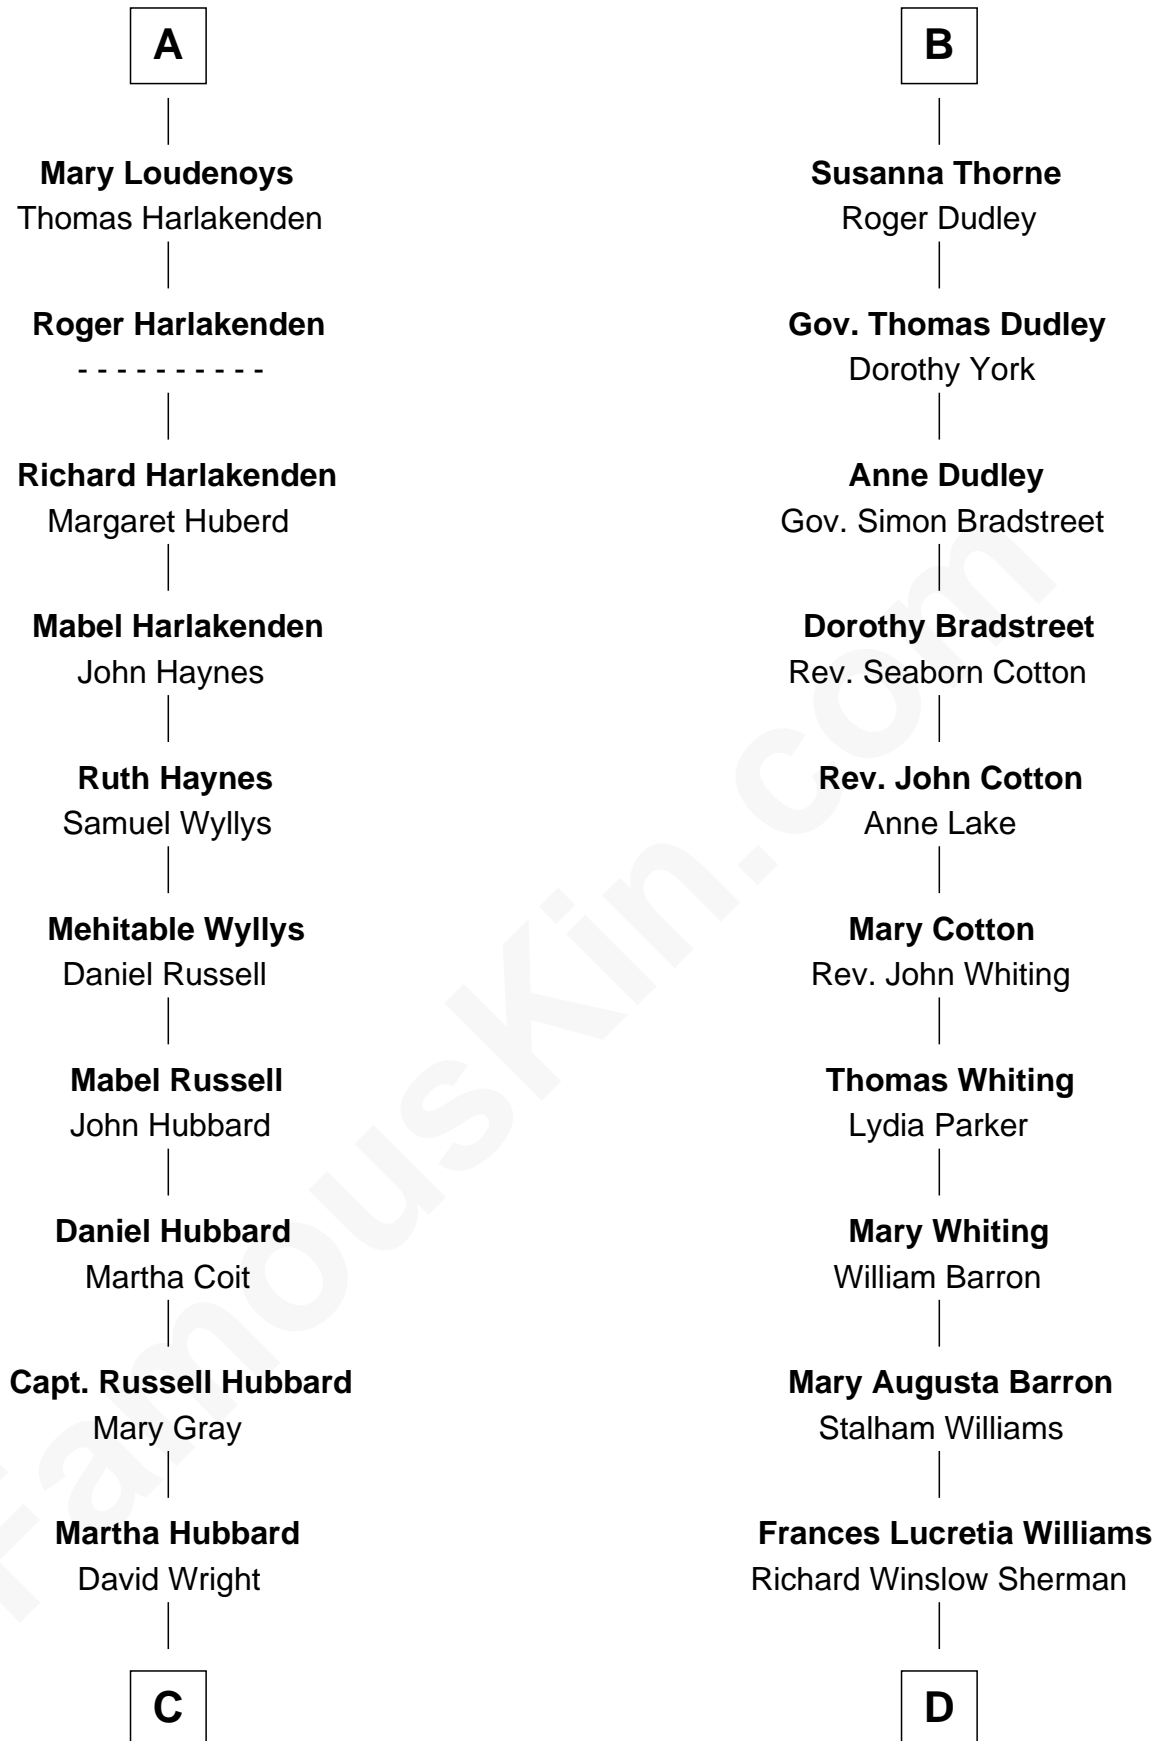 A
Mary Loudenoys
Thomas Harlakenden
Roger Harlakenden
- - - - - - - - - -
Richard Harlakenden
Margaret Huberd
Mabel Harlakenden
John Haynes
Ruth Haynes
Samuel Wyllys
Mehitable Wyllys
Daniel Russell
Mabel Russell
John Hubbard
Daniel Hubbard
Martha Coit
Capt. Russell Hubbard
Mary Gray
Martha Hubbard
David Wright
C
B
Susanna Thorne
Roger Dudley
Gov. Thomas Dudley
Dorothy York
Anne Dudley
Gov. Simon Bradstreet
Dorothy Bradstreet
Rev. Seaborn Cotton
Rev. John Cotton
Anne Lake
Mary Cotton
Rev. John Whiting
Thomas Whiting
Lydia Parker
Mary Whiting
William Barron
Mary Augusta Barron
Stalham Williams
Frances Lucretia Williams
Richard Winslow Sherman
D
FamousKin.com